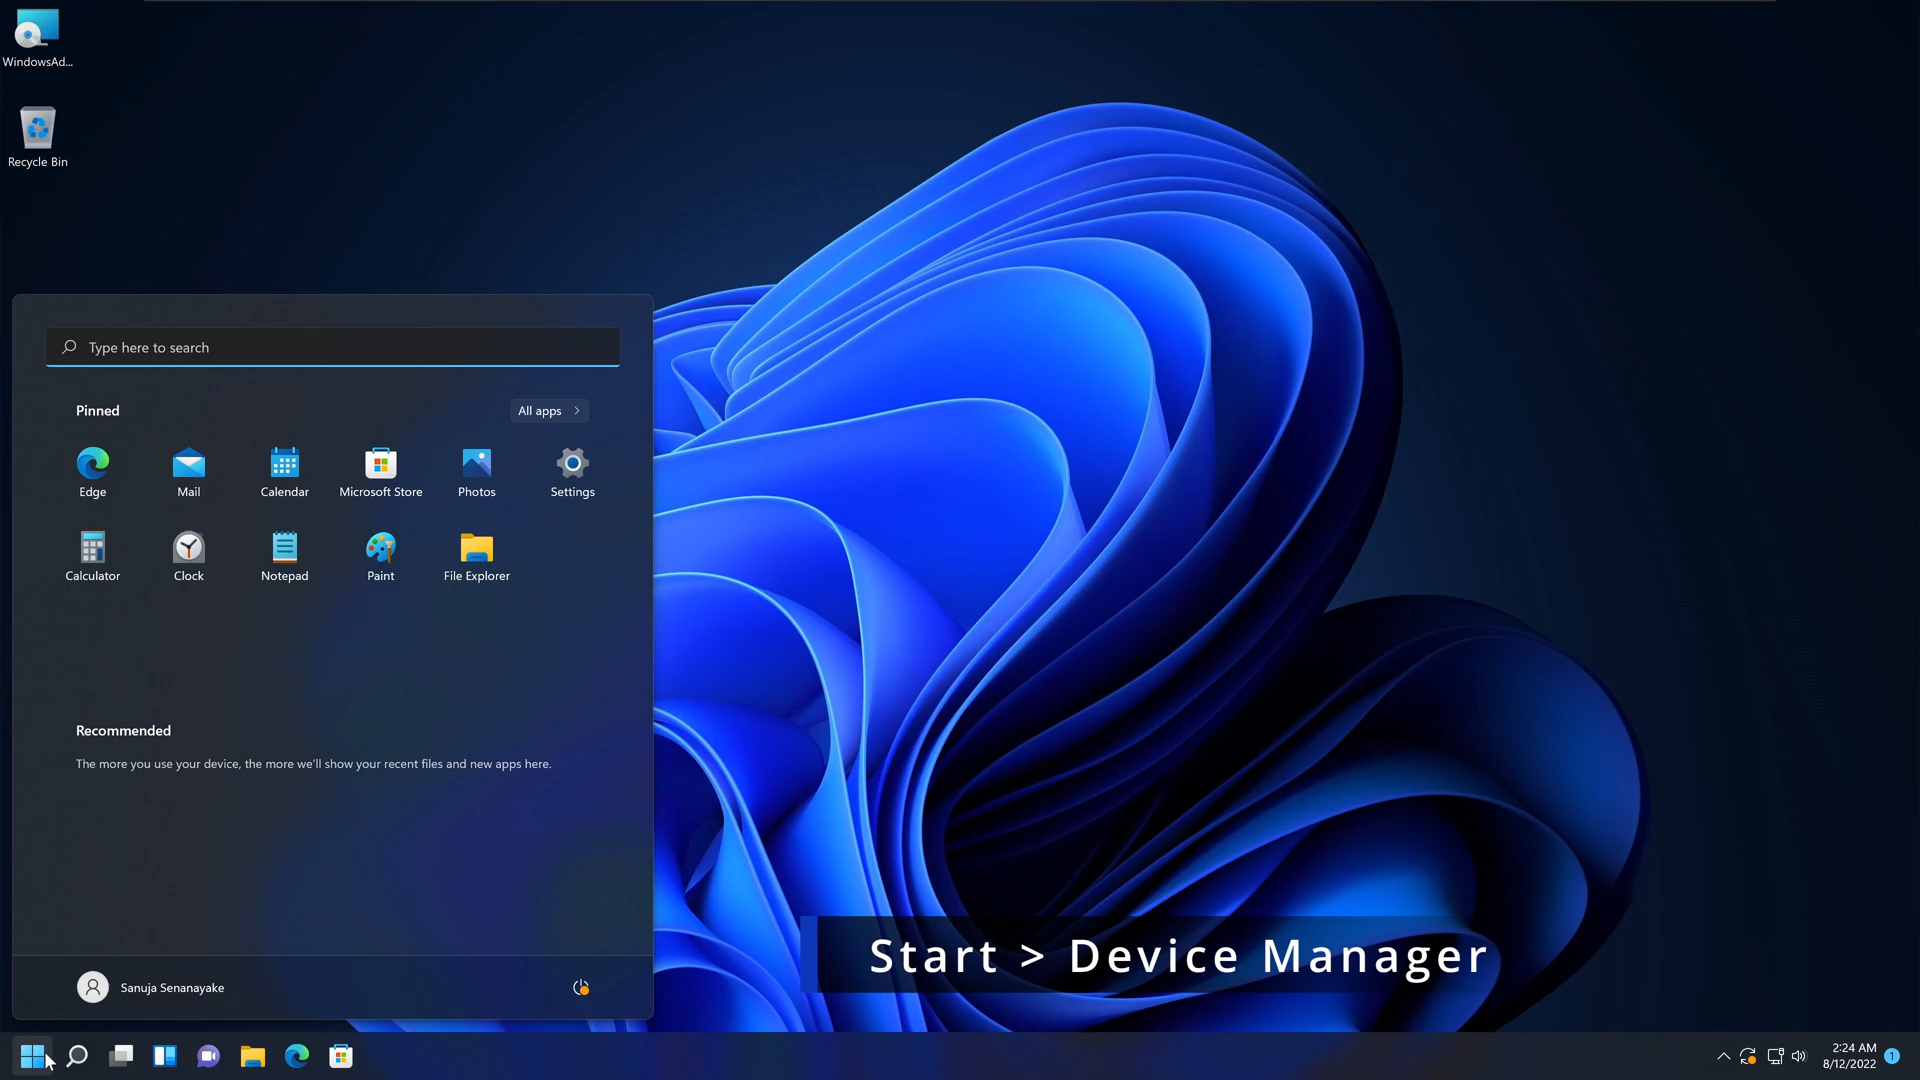 WindowsAd...
Recycle Bin
Type here to search
Pinned
All apps
Edge
Mail
Calendar
Microsoft Store
Photos
Settings
Calculator
Clock
Notepad
Paint
File Explorer
Recommended
The more you use your device, the more we'll show your recent files and new apps here.
Start > Device Manager
Sanuja Senanayake
2:24 AM
8/12/2022
1